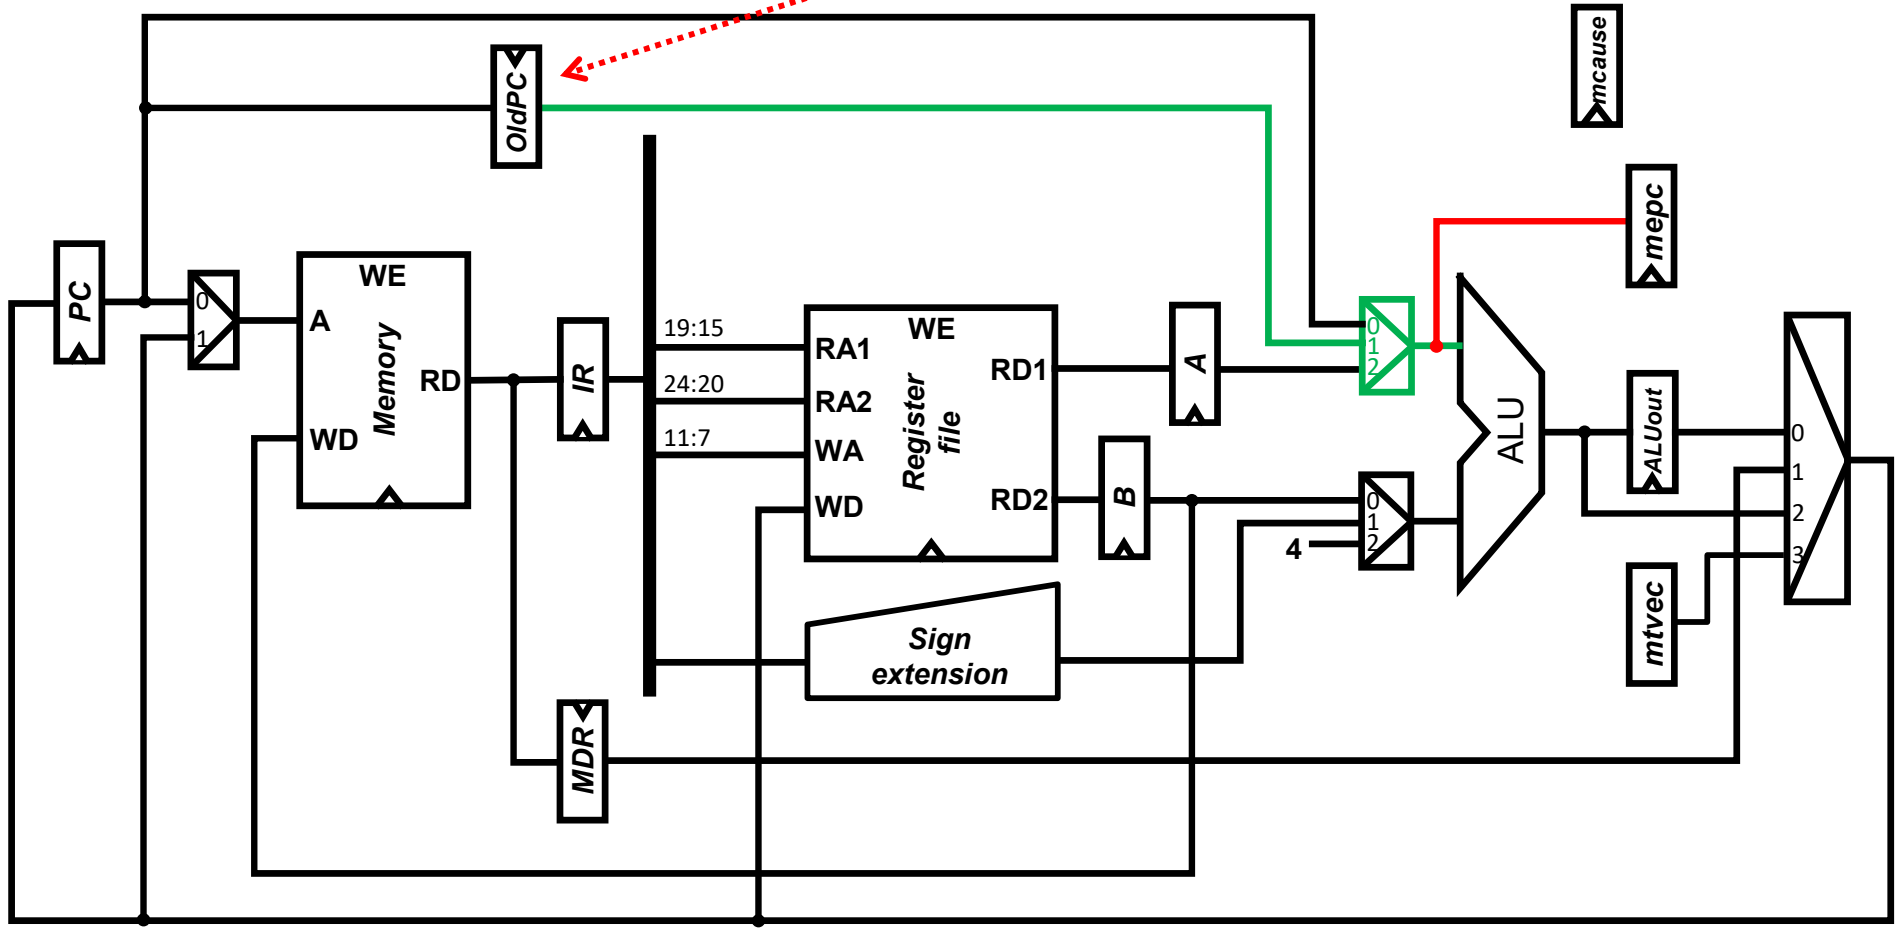 mcause
OldPC
mepc
PC
0
1
WE
A
Memory
RD
WD
IR
19:15
24:20
11:7
WE
RA1
RA2
WA
WD
Register
file
RD1
RD2
A
B
0
1
2
0
1
2
4
ALU
ALUout
0
1
2
3
mtvec
Sign
extension
MDR